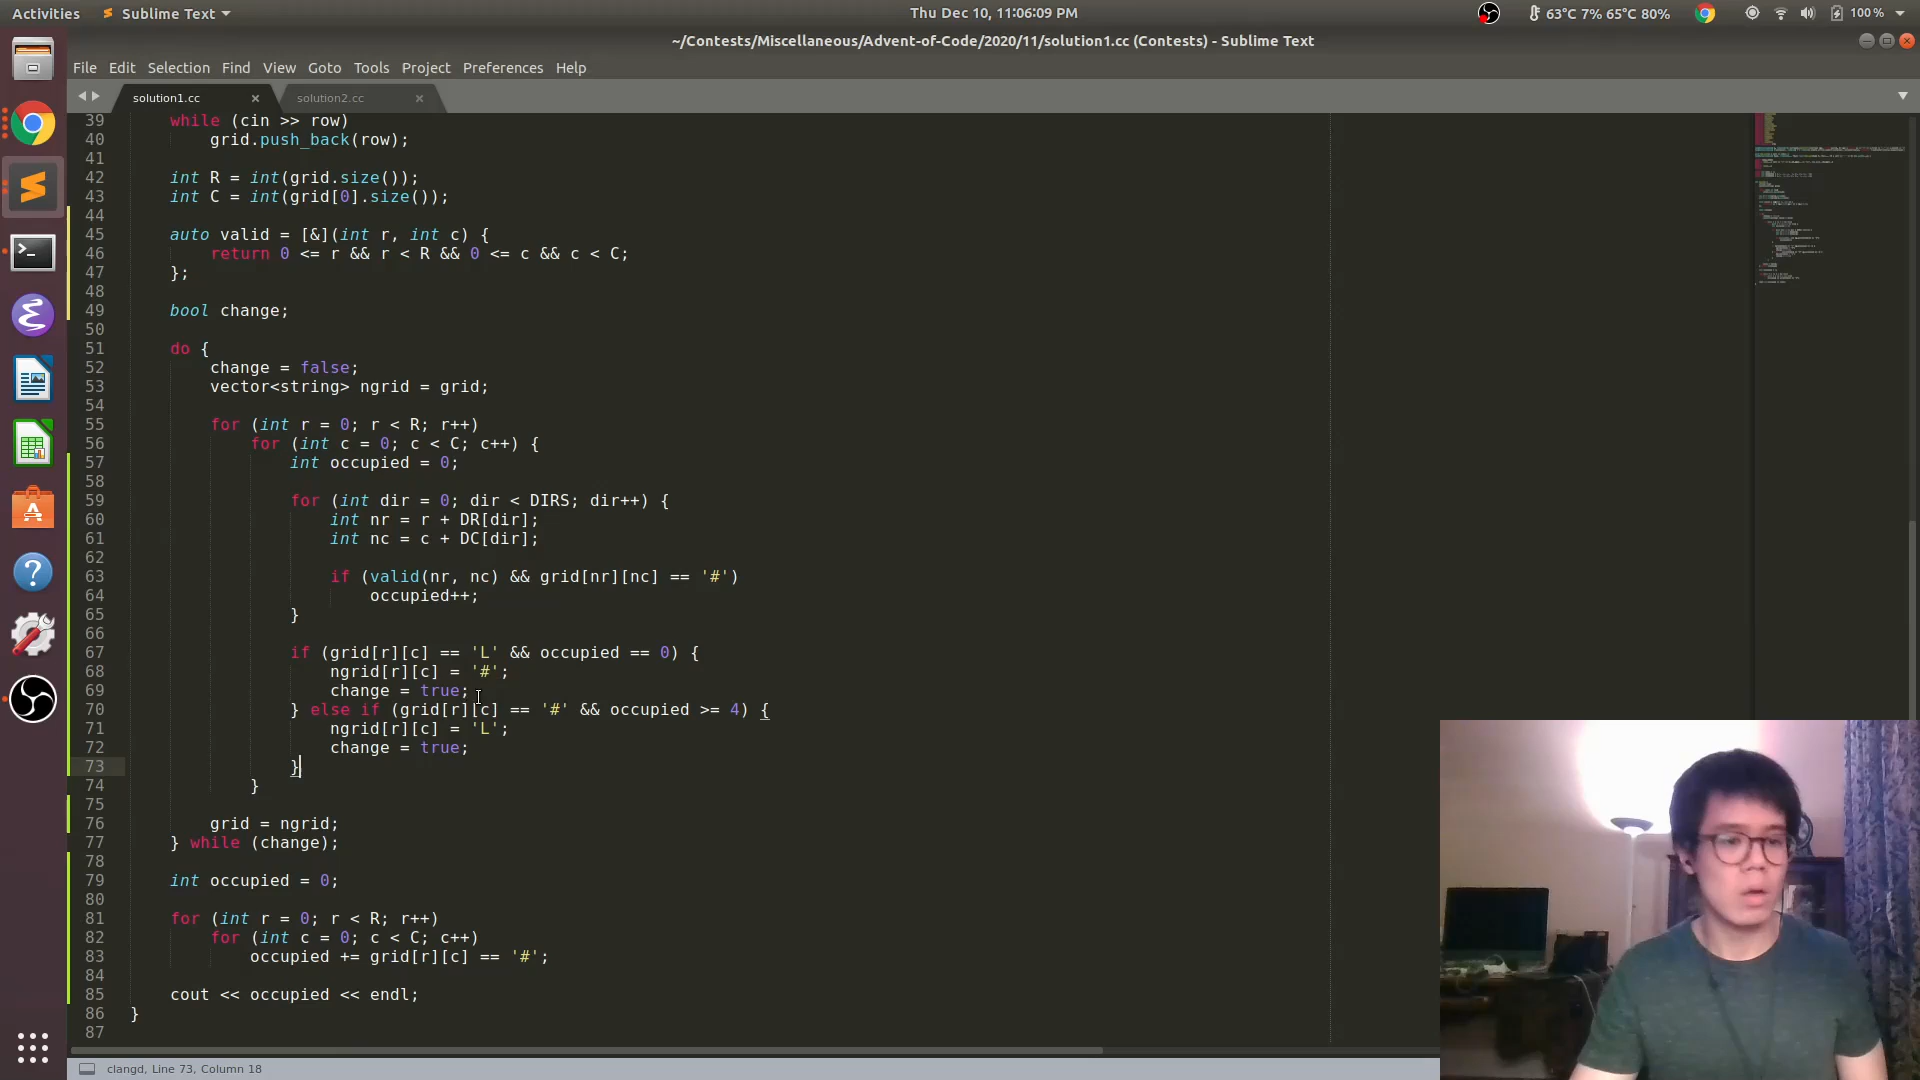 Activities
Sublime Text
Thu Dec 10, 11:06:09 PM
63°C 7% 65°C 80%
100 %
~/Contests/Miscellaneous/Advent-of-Code/2020/11/solution1.cc (Contests) - Sublime Text
File Edit Selection Find View Goto Tools Project Preferences Help
solution1.cc
solution2.cc
39 while (cin >> row)
40 grid.push_back(row);
41
42 int R = int(grid.size());
43 int C = int(grid[0].size());
44
45 auto valid = [&](int r, int c) {
46 return 0 <= r && r < R && 0 <= c && c < C;
47 };
48
49 bool change;
50
51 do {
52 change = false;
53 vector<string> ngrid = grid;
54
55 for (int r = 0; r < R; r++)
56 for (int c = 0; c < C; c++) {
57 int occupied = 0;
58
59 for (int dir = 0; dir < DIRS; dir++) {
60 int nr = r + DR[dir];
61 int nc = c + DC[dir];
62
63 if (valid(nr, nc) && grid[nr][nc] == '#')
64 occupied++;
65 }
66
67 if (grid[r][c] == 'L' && occupied == 0) {
68 ngrid[r][c] = '#';
69 change = true;
70 } else if (grid[r][c] == '#' && occupied >= 4) {
71 ngrid[r][c] = 'L';
72 change = true;
73 }
74 }
75
76 grid = ngrid;
77 } while (change);
78
79 int occupied = 0;
80
81 for (int r = 0; r < R; r++)
82 for (int c = 0; c < C; c++)
83 occupied += grid[r][c] == '#';
84
85 cout << occupied << endl;
86 }
87
clangd, Line 73, Column 18